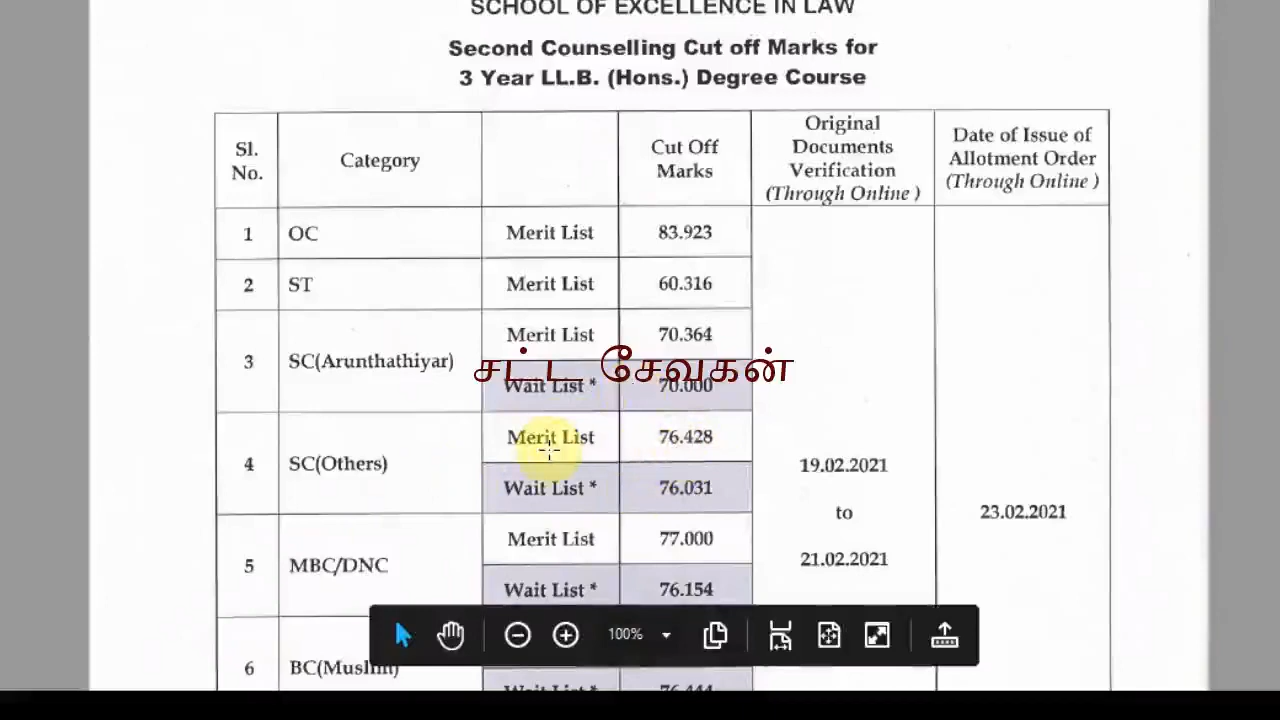 SCHOOL OF EXCELLENCE IN LAW
Second Counselling Cut off Marks for
3 Year LL.B. (Hons.) Degree Course
Sl. No. Category Cut Off Marks Original Documents Verification (Through Online ) Date of Issue of Allotment Order (Through Online )
1 OC Merit List 83.923
2 ST Merit List 60.316
3 SC(Arunthathiyar) Merit List 70.364
Wait List * 70.000
சட்ட சேவகன்
4 SC(Others) Merit List 76.428
Wait List * 76.031
19.02.2021 to 21.02.2021
23.02.2021
5 MBC/DNC Merit List 77.000
Wait List * 76.154
100%
6 BC(Muslim)
Wait List * 76.444